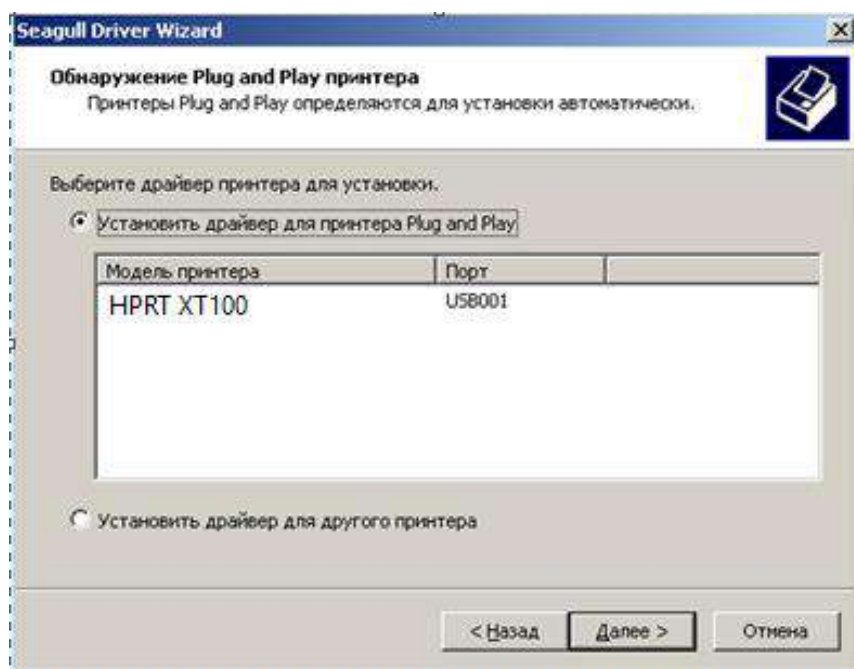 Seagull Driver Wizard
Обнаружение Plug and Play принтера
Принтеры Plug and Play определяются для установки автоматически.
Выберите драйвер принтера для установки.
Установить драйвер для принтера Plug and Play
Модель принтера Порт
HPRT XT100 USB001
Установить драйвер для другого принтера
< Назад Далее > Отмена